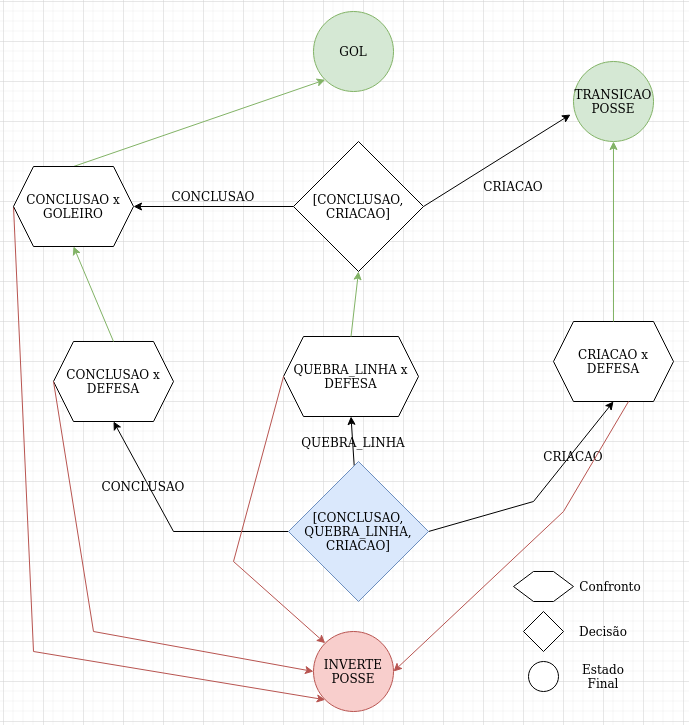 GOL
TRANSICAO
POSSE
CONCLUSAO x
GOLEIRO
CONCLUSAO
[CONCLUSAO,
CRIACAO]
CRIACAO
CONCLUSAO x
DEFESA
QUEBRA_LINHA x
DEFESA
CRIACAO x
DEFESA
QUEBRA_LINHA
CONCLUSAO
CRIACAO
[CONCLUSAO,
QUEBRA_LINHA,
CRIACAO]
Confronto
Decisão
Estado
Final
INVERTE
POSSE